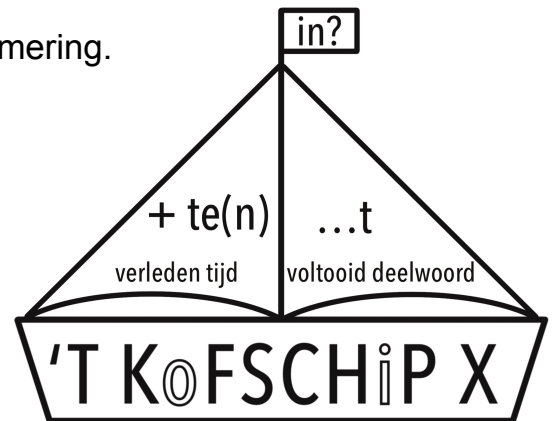 in?
mering.
+ te(n) ...t
verleden tijd voltooid deelwoord
'T KoFSCHiP X